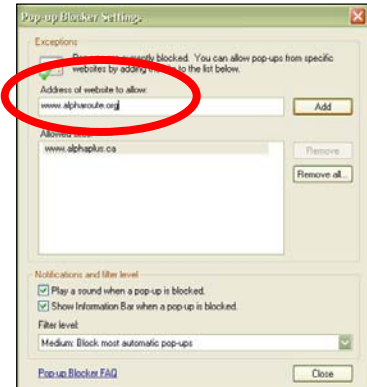 Pop-up Blocker Settings
Exceptions
currently blocked. You can allow pop-ups from specific
websites by adding the to the list below.
Address of website to allow:
www.alpharoute.org
Add
Allowed sites:
www.alphaplus.ca
Remove
Remove all...
Notifications and filter level
Play a sound when a pop-up is blocked.
Show Information Bar when a pop-up is blocked.
Filter level:
Medium: Block most automatic pop-ups
Pop-up Blocker FAQ
Close